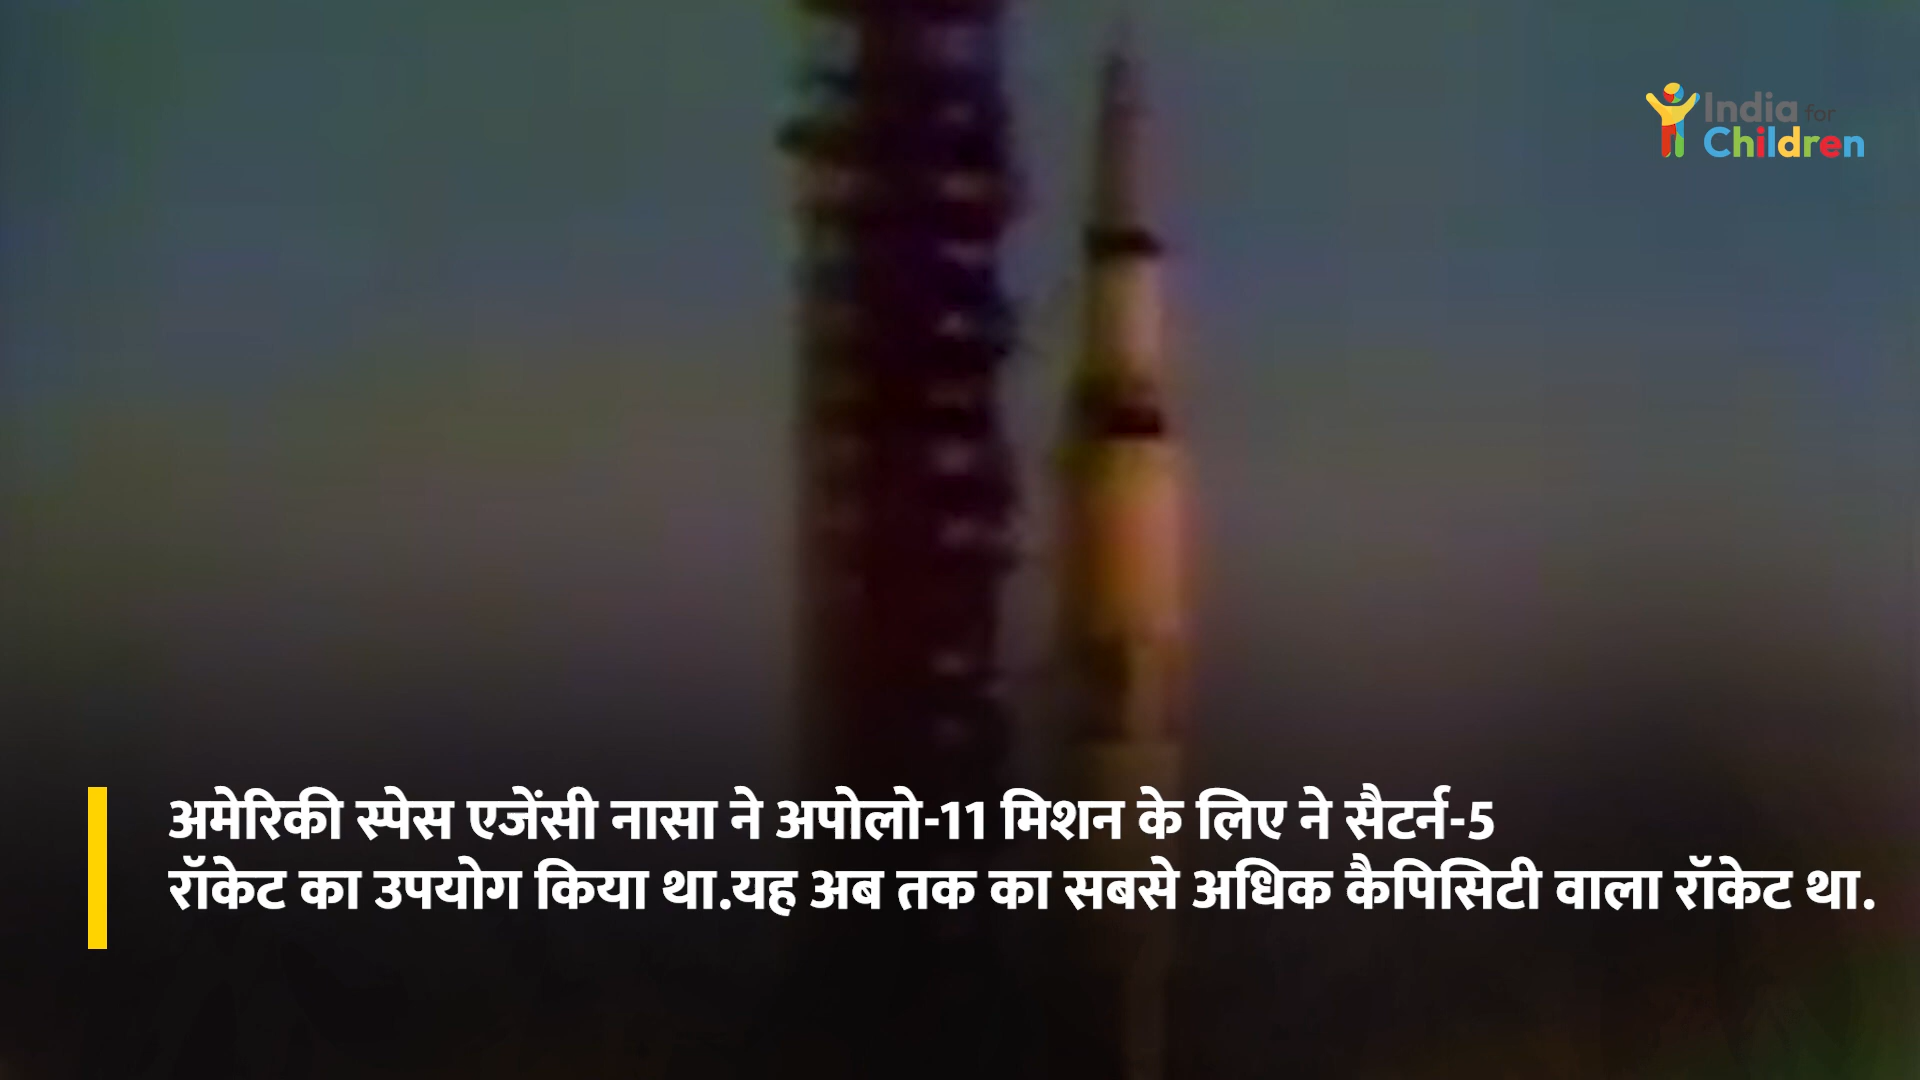 India for
Children
अमेरिकी स्पेस एजेंसी नासा ने अपोलो-11 मिशन के लिए ने सैटर्न-5
रॉकेट का उपयोग किया था.यह अब तक का सबसे अधिक कैपिसिटी वाला रॉकेट था.